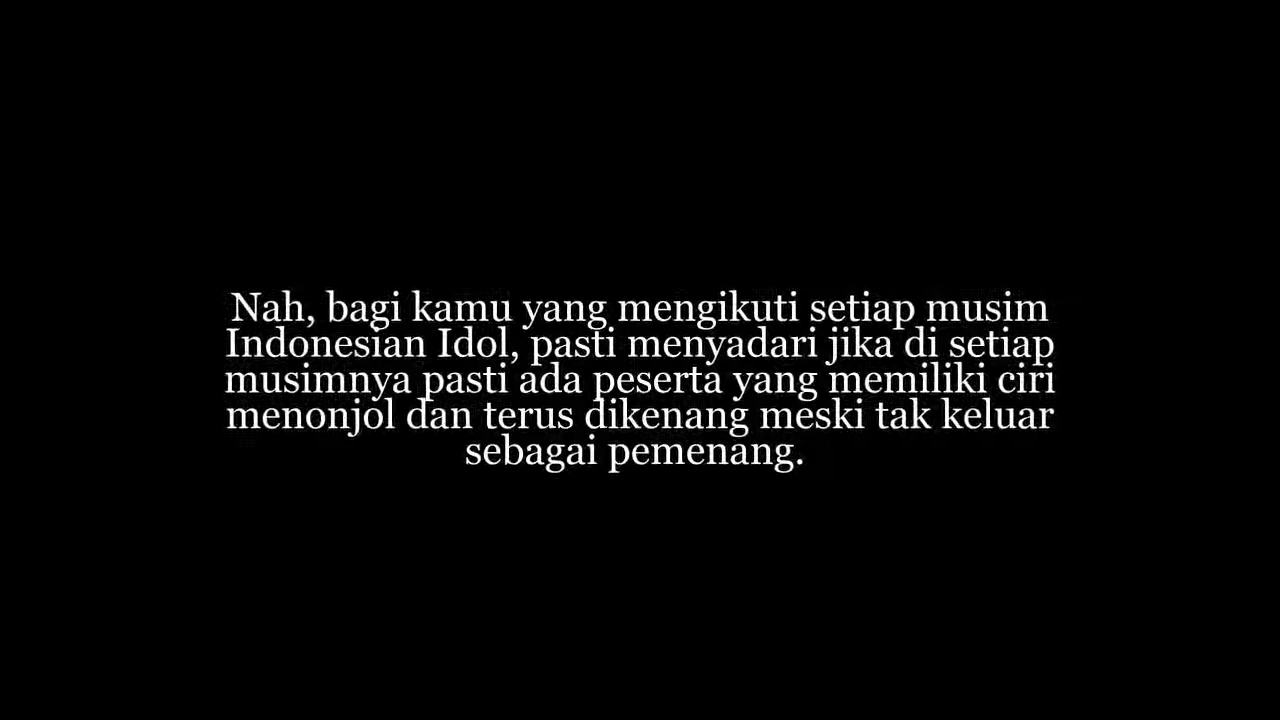 Nah, bagi kamu yang mengikuti setiap musim
Indonesian Idol, pasti menyadari jika di setiap
musimnya pasti ada peserta yang memiliki ciri
menonjol dan terus dikenang meski tak keluar
sebagai pemenang.